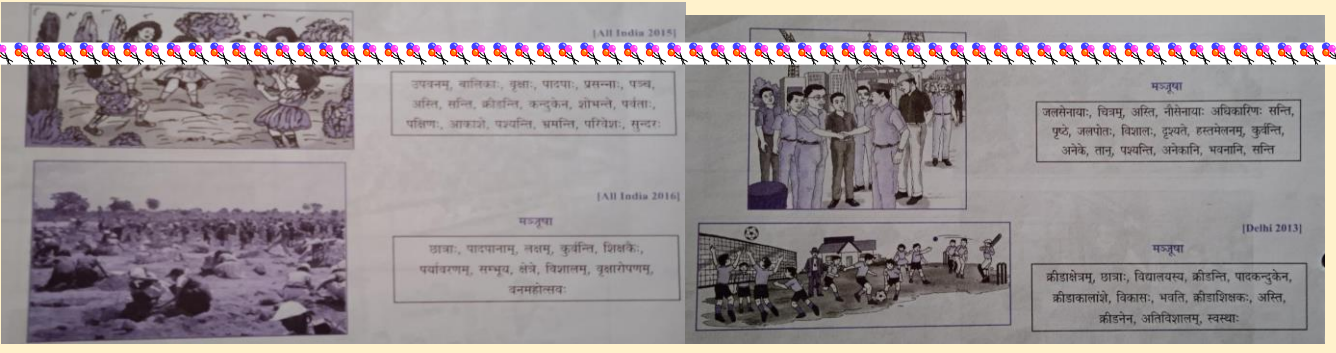 [All India 2015]
उपवनम्, बालिकाः, वृक्षाः, पादपाः, प्रसन्नाः, पञ्च,
अस्ति, सन्ति, क्रीडन्ति, कन्दुकेन, शोभन्ते, पर्वताः,
पक्षिणः, आकाशे, पश्यन्ति, भ्रमन्ति, परिवेशः, सुन्दरः
[All India 2016]
मञ्जूषा
छात्राः, पादपानाम्, लक्षम्, कुर्वन्ति, शिक्षकैः,
पर्यावरणम्, सम्भूय, क्षेत्रे, विशालम्, वृक्षारोपणम्,
वनमहोत्सवः
मञ्जूषा
जलसेनायाः, चित्रम्, अस्ति, नौसेनायाः अधिकारिणः सन्ति,
पृष्ठे, जलपोतः, विशालः, दृश्यते, हस्तमेलनम्, कुर्वन्ति,
अनेके, तान्, पश्यन्ति, अनेकानि, भवनानि, सन्ति
[Delhi 2013]
मञ्जूषा
क्रीडाक्षेत्रम्, छात्राः, विद्यालयस्य, क्रीडन्ति, पादकन्दुकेन,
क्रीडाकालांशे, विकासः, भवति, क्रीडाशिक्षकः, अस्ति,
क्रीडनेन, अतिविशालम्, स्वस्थाः